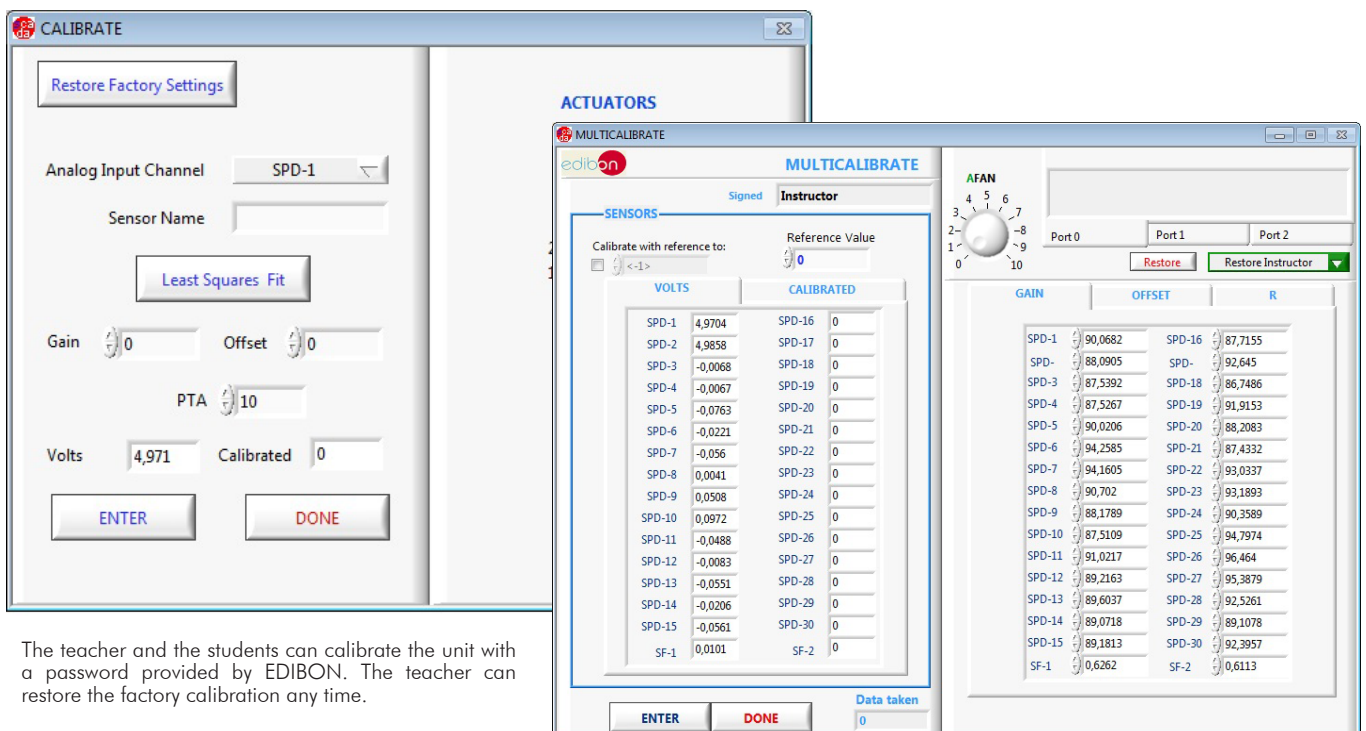 CALIBRATE
Restore Factory Settings
Analog Input Channel SPD-1
Sensor Name
Least Squares Fit
Gain 0 Offset 0
PTA 10
Volts 4,971 Calibrated 0
ENTER DONE
ACTUATORS
The teacher and the students can calibrate the unit with
a password provided by EDIBON. The teacher can
restore the factory calibration any time.
MULTICALIBRATE
edibon MULTICALIBRATE
Signed Instructor
SENSORS
Calibrate with reference to: Reference Value
<-1> 0
VOLTS CALIBRATED
SPD-1 4,9704 SPD-16 0
SPD-2 4,9858 SPD-17 0
SPD-3 -0,0068 SPD-18 0
SPD-4 -0,0067 SPD-19 0
SPD-5 -0,0763 SPD-20 0
SPD-6 -0,0221 SPD-21 0
SPD-7 -0,056 SPD-22 0
SPD-8 0,0041 SPD-23 0
SPD-9 0,0508 SPD-24 0
SPD-10 0,0972 SPD-25 0
SPD-11 -0,0488 SPD-26 0
SPD-12 -0,0083 SPD-27 0
SPD-13 -0,0551 SPD-28 0
SPD-14 -0,0206 SPD-29 0
SPD-15 -0,0561 SPD-30 0
SF-1 0,0101 SF-2 0
Data taken
ENTER DONE 0
AFAN
0 1 2 3 4 5 6 7 8 9 10
Port 0 Port 1 Port 2
Restore Restore Instructor
GAIN OFFSET R
SPD-1 90,0682 SPD-16 87,7155
SPD- 88,0905 SPD- 92,645
SPD-3 87,5392 SPD-18 86,7486
SPD-4 87,5267 SPD-19 91,9153
SPD-5 90,0206 SPD-20 88,2083
SPD-6 94,2585 SPD-21 87,4332
SPD-7 94,1605 SPD-22 93,0337
SPD-8 90,702 SPD-23 93,1893
SPD-9 88,1789 SPD-24 90,3589
SPD-10 87,5109 SPD-25 94,7974
SPD-11 91,0217 SPD-26 96,464
SPD-12 89,2163 SPD-27 95,3879
SPD-13 89,6037 SPD-28 92,5261
SPD-14 89,0718 SPD-29 89,1078
SPD-15 89,1813 SPD-30 92,3957
SF-1 0,6262 SF-2 0,6113